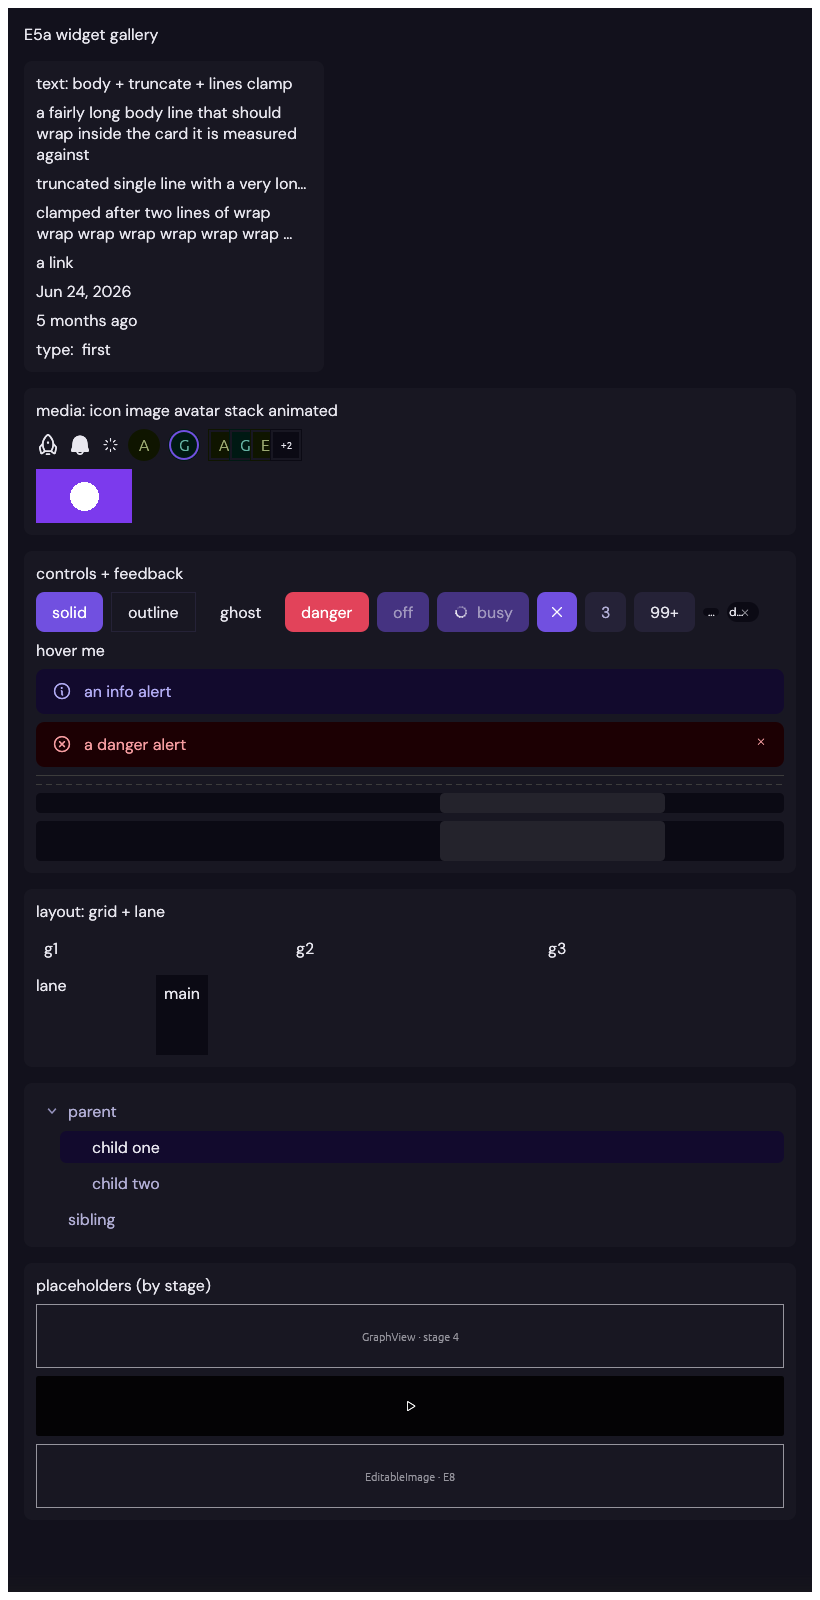 E5a widget gallery
text: body + truncate + lines clamp
a fairly long body line that should
wrap inside the card it is measured
against
truncated single line with a very lon...
clamped after two lines of wrap
wrap wrap wrap wrap wrap wrap ...
a link
Jun 24, 2026
5 months ago
type: first
media: icon image avatar stack animated
A G A G E +2
controls + feedback
solid outline ghost danger off busy 3 99+ ... d...
hover me
an info alert
a danger alert
layout: grid + lane
g1 g2 g3
lane main
parent
child one
child two
sibling
placeholders (by stage)
GraphView · stage 4
EditableImage · E8